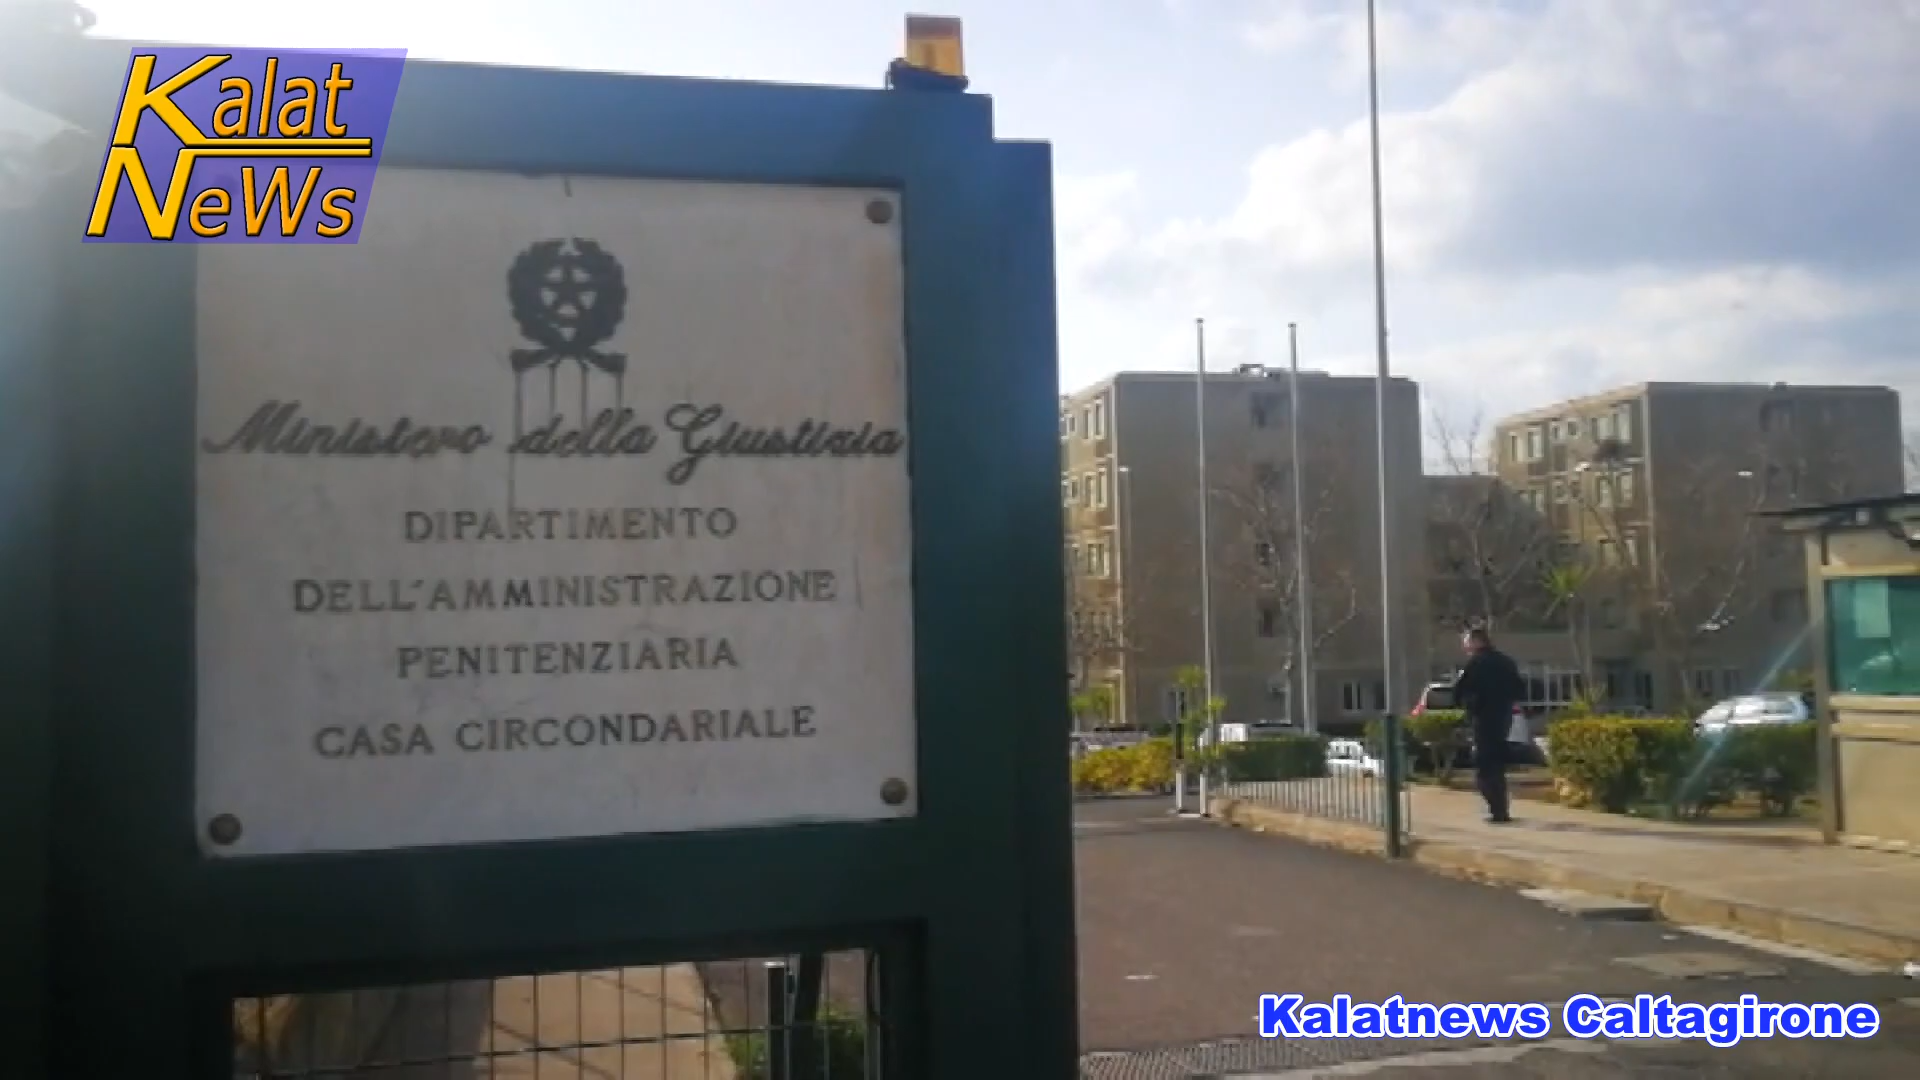 Kalat
NeWs
Ministero della Giustizia
DIPARTIMENTO
DELL'AMMINISTRAZIONE
PENITENZIARIA
CASA CIRCONDARIALE
Kalatnews Caltagirone